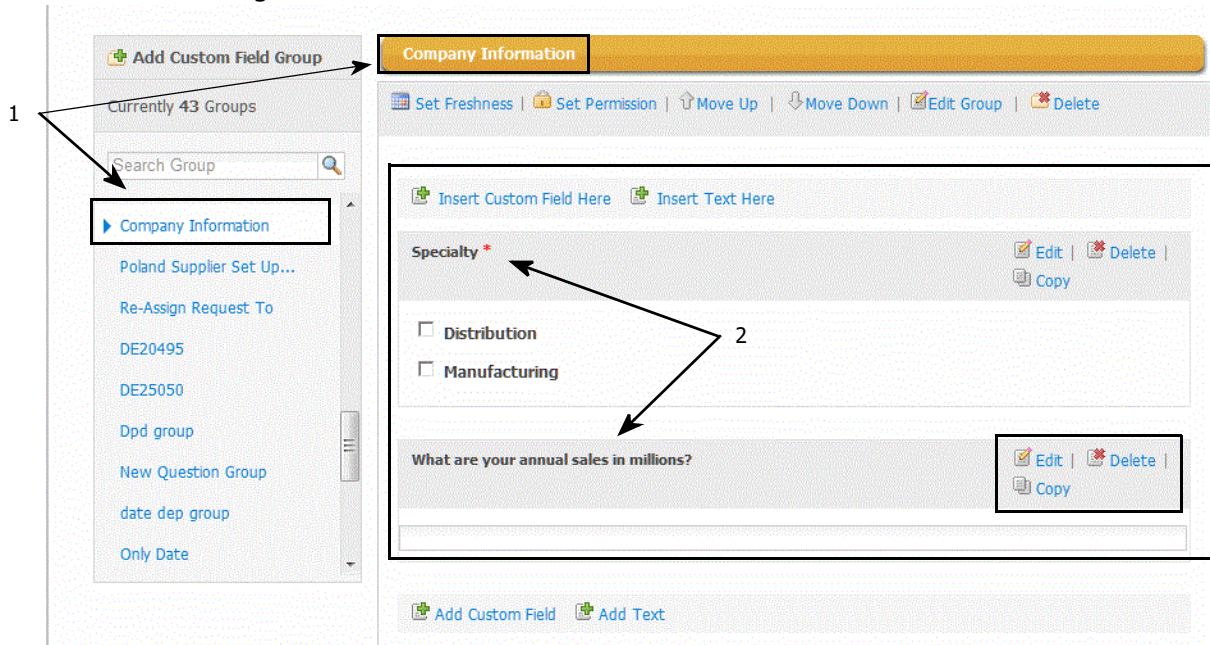 Add Custom Field Group
Currently 43 Groups
Search Group
Company Information
Poland Supplier Set Up...
Re-Assign Request To
DE20495
DE25050
Dpd group
New Question Group
date dep group
Only Date
1
Company Information
Set Freshness | Set Permission | Move Up | Move Down | Edit Group | Delete
Insert Custom Field Here Insert Text Here
Specialty *
Edit | Delete |
Copy
Distribution
Manufacturing
2
What are your annual sales in millions?
Edit | Delete |
Copy
Add Custom Field Add Text